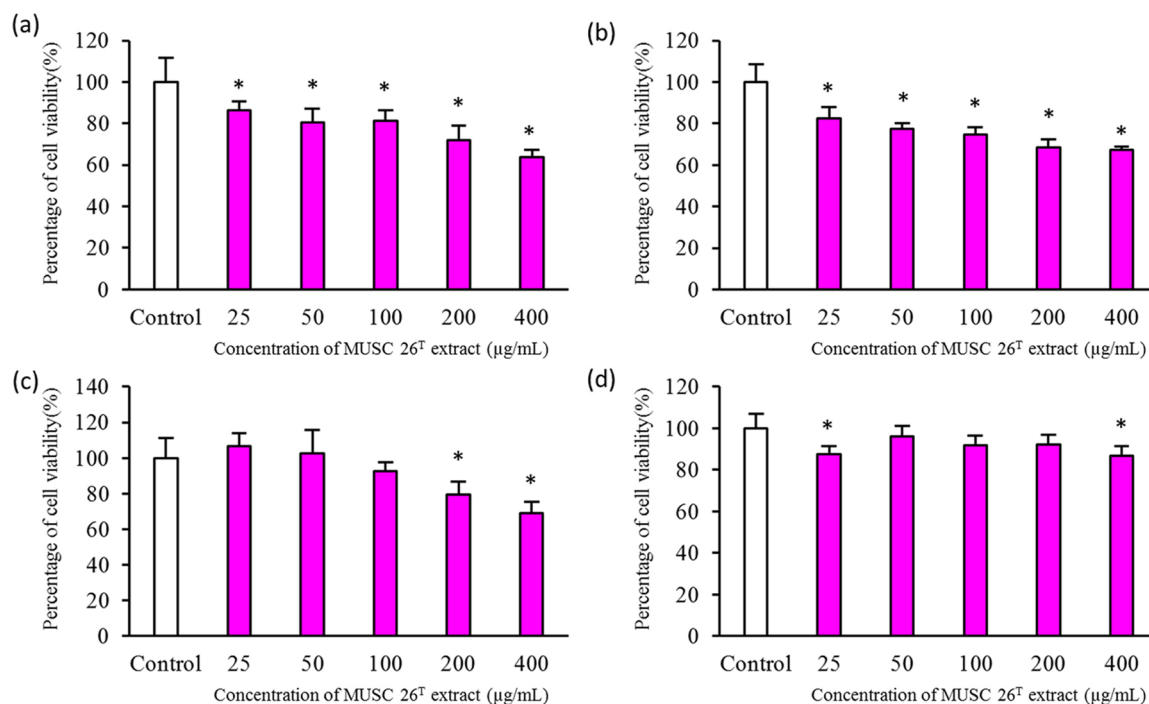 (a)
Percentage of cell viability(%)
120
100
80
60
40
20
0
* * * * *
Control 25 50 100 200 400
Concentration of MUSC 26ᵀ extract (µg/mL)
(b)
Percentage of cell viability(%)
120
100
80
60
40
20
0
* * * * *
Control 25 50 100 200 400
Concentration of MUSC 26ᵀ extract (µg/mL)
(c)
Percentage of cell viability(%)
140
120
100
80
60
40
20
0
* *
Control 25 50 100 200 400
Concentration of MUSC 26ᵀ extract (µg/mL)
(d)
Percentage of cell viability(%)
120
100
80
60
40
20
0
* *
Control 25 50 100 200 400
Concentration of MUSC 26ᵀ extract (µg/mL)